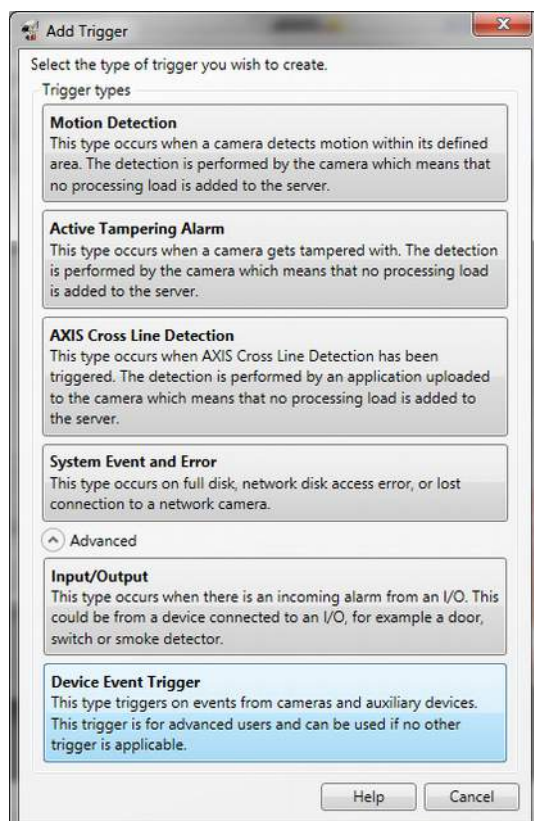 Add Trigger
Select the type of trigger you wish to create.
Trigger types
Motion Detection
This type occurs when a camera detects motion within its defined
area. The detection is performed by the camera which means that
no processing load is added to the server.
Active Tampering Alarm
This type occurs when a camera gets tampered with. The detection
is performed by the camera which means that no processing load
is added to the server.
AXIS Cross Line Detection
This type occurs when AXIS Cross Line Detection has been
triggered. The detection is performed by an application uploaded
to the camera which means that no processing load is added to
the server.
System Event and Error
This type occurs on full disk, network disk access error, or lost
connection to a network camera.
Advanced
Input/Output
This type occurs when there is an incoming alarm from an I/O. This
could be from a device connected to an I/O, for example a door,
switch or smoke detector.
Device Event Trigger
This type triggers on events from cameras and auxiliary devices.
This trigger is for advanced users and can be used if no other
trigger is applicable.
Help Cancel